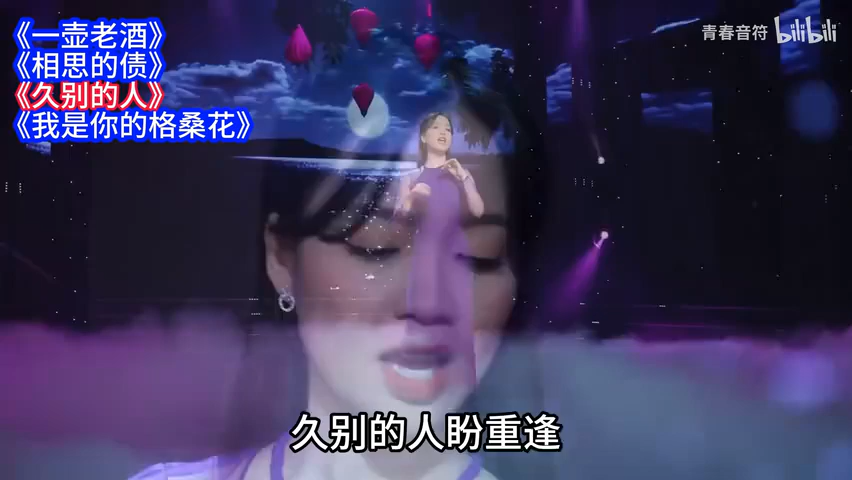 《一壶老酒》
《相思的债》
《久别的人》
《我是你的格桑花》
青春音符 bilibili
久别的人盼重逢